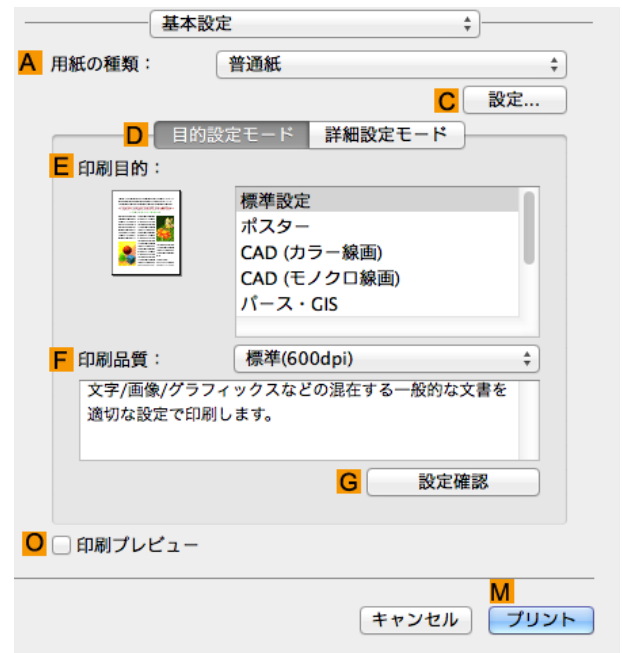 基本設定
A 用紙の種類： 普通紙
C 設定...
D 目的設定モード 詳細設定モード
E 印刷目的：
標準設定
ポスター
CAD (カラー線画)
CAD (モノクロ線画)
パース・GIS
F 印刷品質： 標準(600dpi)
文字/画像/グラフィックスなどの混在する一般的な文書を
適切な設定で印刷します。
G 設定確認
O 印刷プレビュー
M
キャンセル プリント